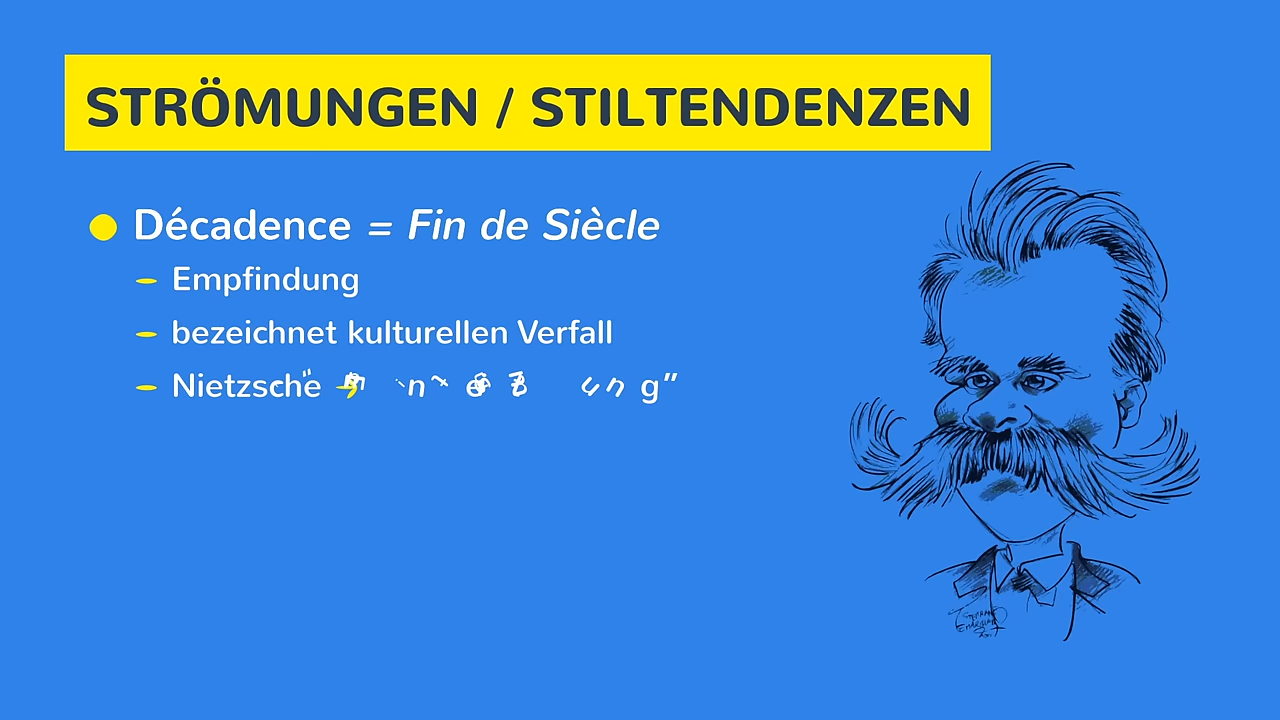 STRÖMUNGEN / STILTENDENZEN
Décadence = Fin de Siècle
Empfindung
bezeichnet kulturellen Verfall
Nietzsche